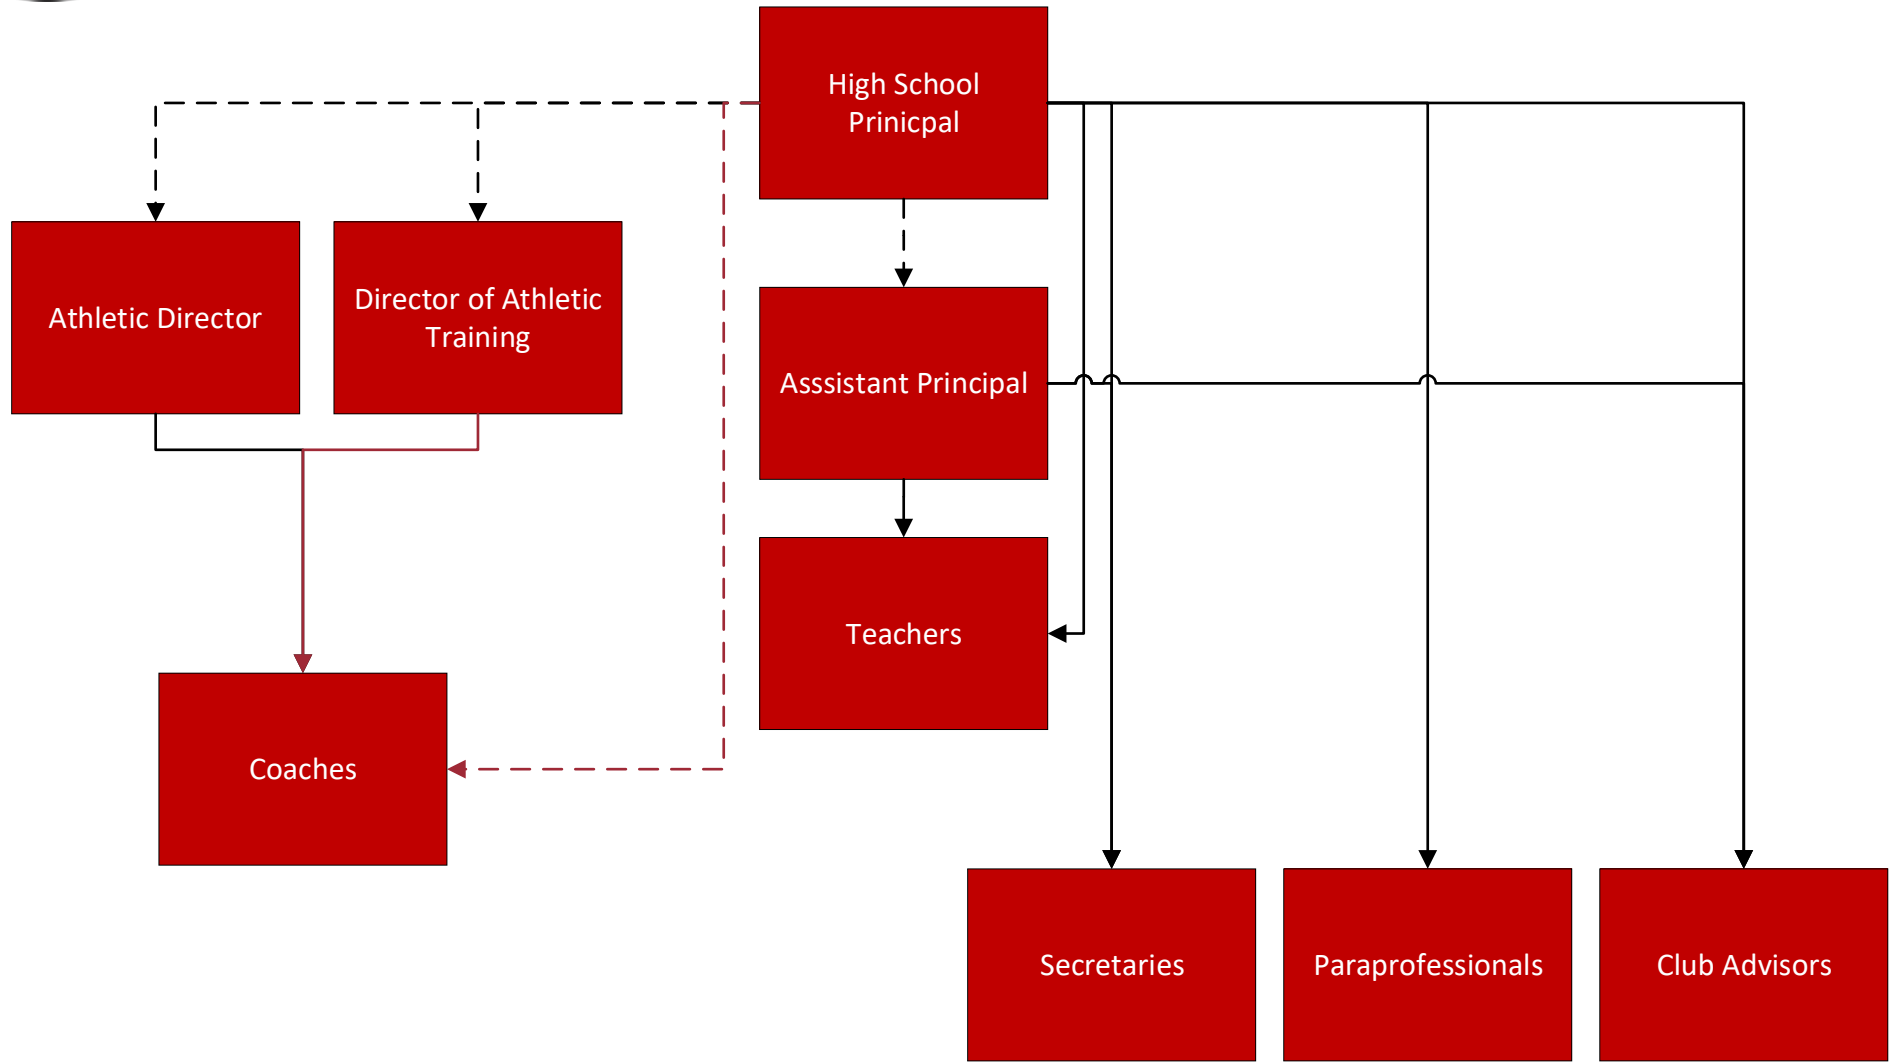 High School
Prinicpal
Athletic Director
Director of Athletic
Training
Asssistant Principal
Teachers
Coaches
Secretaries
Paraprofessionals
Club Advisors